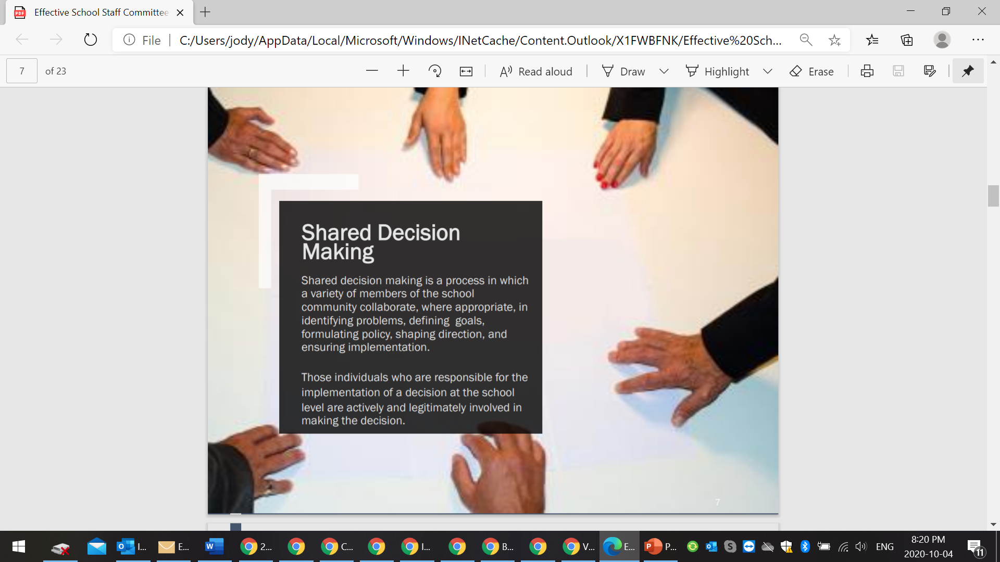 Effective School Staff Committee
File
C:/Users/jody/AppData/Local/Microsoft/Windows/INetCache/Content.Outlook/X1FWBFNK/Effective%20Sch...
7 of 23
Read aloud
Draw
Highlight
Erase
Shared Decision
Making
Shared decision making is a process in which
a variety of members of the school
community collaborate, where appropriate, in
identifying problems, defining goals,
formulating policy, shaping direction, and
ensuring implementation.
Those individuals who are responsible for the
implementation of a decision at the school
level are actively and legitimately involved in
making the decision.
7
I...
E...
2...
C...
I...
B...
V...
E...
P...
ENG
8:20 PM
2020-10-04
11